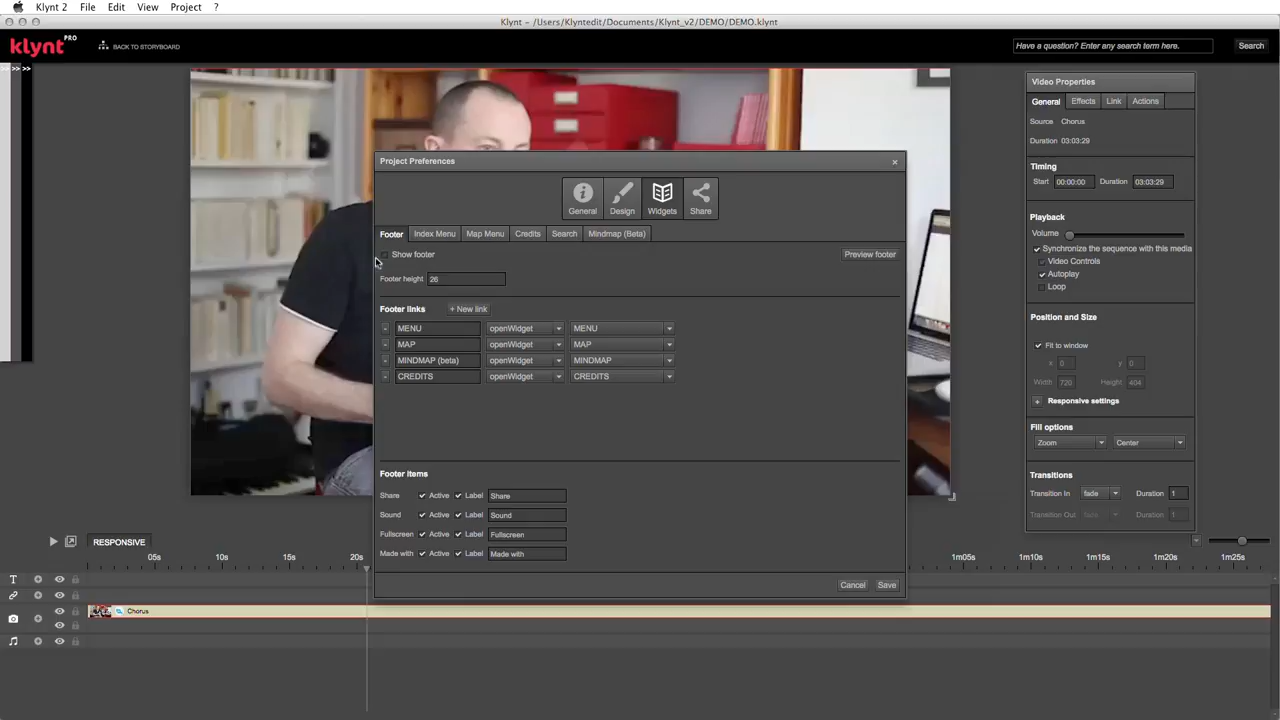 Klynt 2 File Edit View Project ?
Klynt – /Users/Klyntedit/Documents/Klynt_v2/DEMO/DEMO.klynt
klynt PRO BACK TO STORYBOARD Have a question? Enter any search term here. Search
>> >> >>
Project Preferences
General Design Widgets Share
Footer Index Menu Map Menu Credits Search Mindmap (Beta)
Show footer Preview footer
Footer height 26
Footer links + New link
- MENU openWidget MENU
- MAP openWidget MAP
- MINDMAP (beta) openWidget MINDMAP
- CREDITS openWidget CREDITS
Footer Items
Share Active Label Share
Sound Active Label Sound
Fullscreen Active Label Fullscreen
Made with Active Label Made with
Cancel Save
Video Properties
General Effects Link Actions
Source Chorus
Duration 03:03:29
Timing
Start 00:00:00 Duration 03:03:29
Playback
Volume
Synchronize the sequence with this media
Video Controls
Autoplay
Loop
Position and Size
Fit to window
x 0 y 0
Width 720 Height 404
+ Responsive settings
Fill options
Zoom Center
Transitions
Transition In fade Duration 1
Transition Out fade Duration 1
RESPONSIVE
05s 10s 15s 20s 1m05s 1m10s 1m15s 1m20s 1m25s
T
Chorus